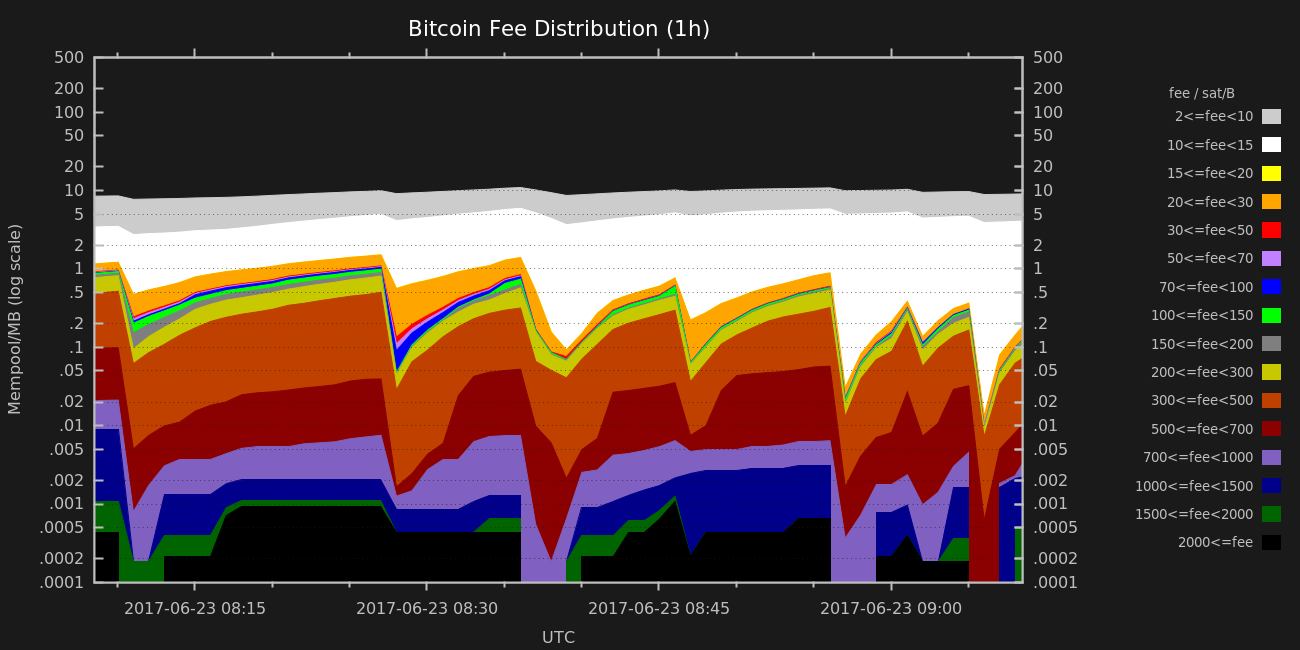 Bitcoin Fee Distribution (1h)
500 500
200 200
100 100
50 50
20 20
10 10
5 5
2 2
1 1
.5 .5
.2 .2
.1 .1
.05 .05
.02 .02
.01 .01
.005 .005
.002 .002
.001 .001
.0005 .0005
.0002 .0002
.0001 .0001
Mempool/MB (log scale)
2017-06-23 08:15 2017-06-23 08:30 2017-06-23 08:45 2017-06-23 09:00
UTC
fee / sat/B
2<=fee<10
10<=fee<15
15<=fee<20
20<=fee<30
30<=fee<50
50<=fee<70
70<=fee<100
100<=fee<150
150<=fee<200
200<=fee<300
300<=fee<500
500<=fee<700
700<=fee<1000
1000<=fee<1500
1500<=fee<2000
2000<=fee